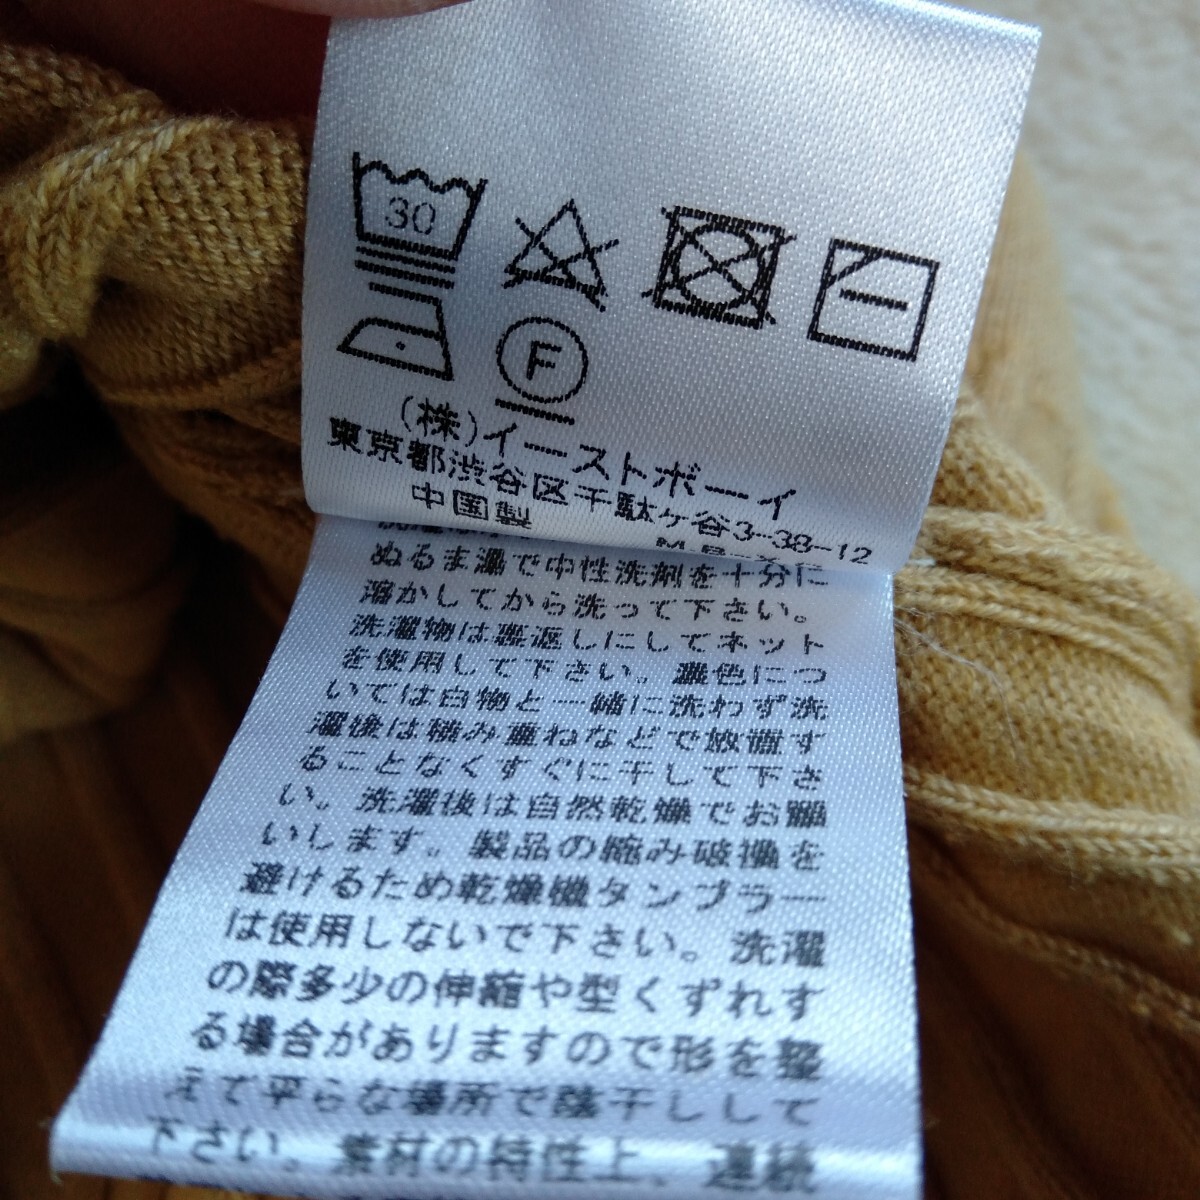 30
F
(株)イーストボーイ
東京都渋谷区千駄ヶ谷3-38-12
中国製
ぬるま湯で中性洗剤を十分に
溶かしてから洗って下さい。
洗濯物は裏返しにしてネット
を使用して下さい。濃色につ
いては白物と一緒に洗わず洗
濯後は積み重ねなどで放置す
ることなくすぐに干して下さ
い。洗濯後は自然乾燥でお願
いします。製品の縮み破損を
避けるため乾燥機タンブラー
は使用しないで下さい。洗濯
の際多少の伸縮や型くずれす
る場合がありますので形を整
えて平らな場所で陰干しして
下さい。素材の特性上、連続